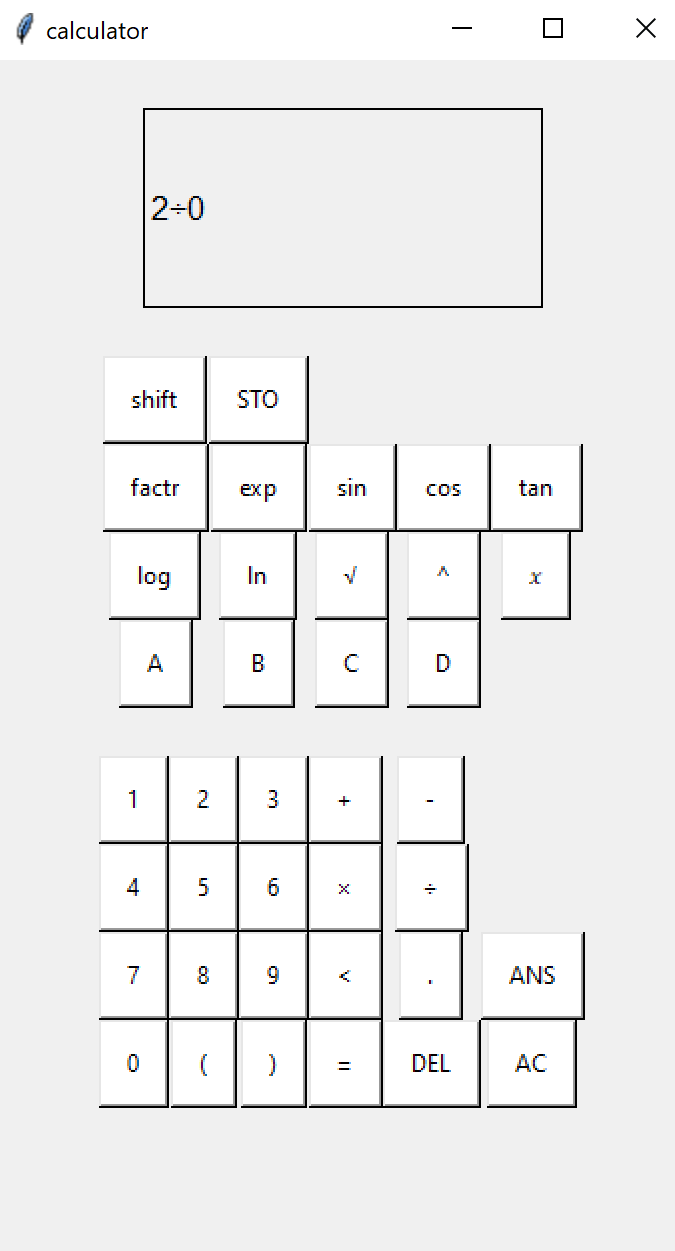 calculator
2÷0
shift STO
factr exp sin cos tan
log ln √ ^ 𝑥
A B C D
1 2 3 + -
4 5 6 × ÷
7 8 9 < . ANS
0 ( ) = DEL AC